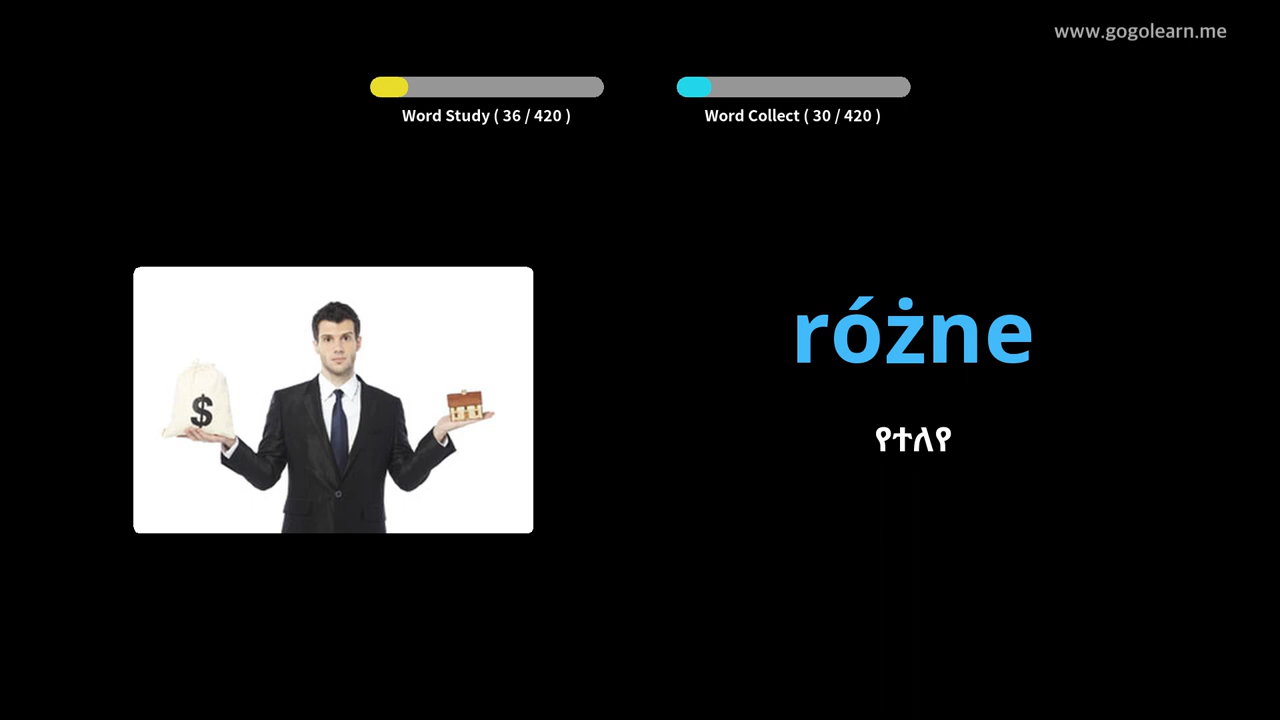 www.gogolearn.me
Word Study ( 36 / 420 )
Word Collect ( 30 / 420 )
$
różne
የተለየ